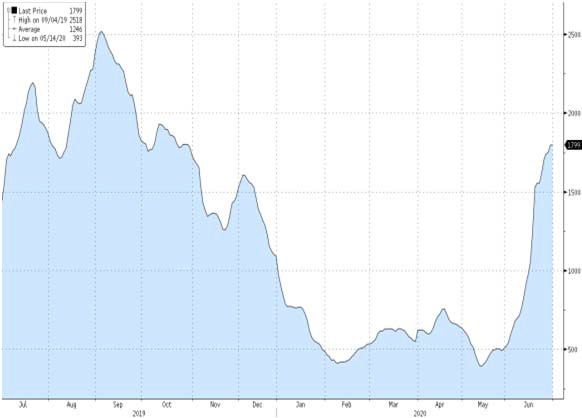 Last Price 1799
High on 09/04/19 2518
Average 1246
Low on 05/14/20 393
2500
2000
1799
1500
1000
500
Jul Aug Sep Oct Nov Dec Jan Feb Mar Apr May Jun
2019 2020